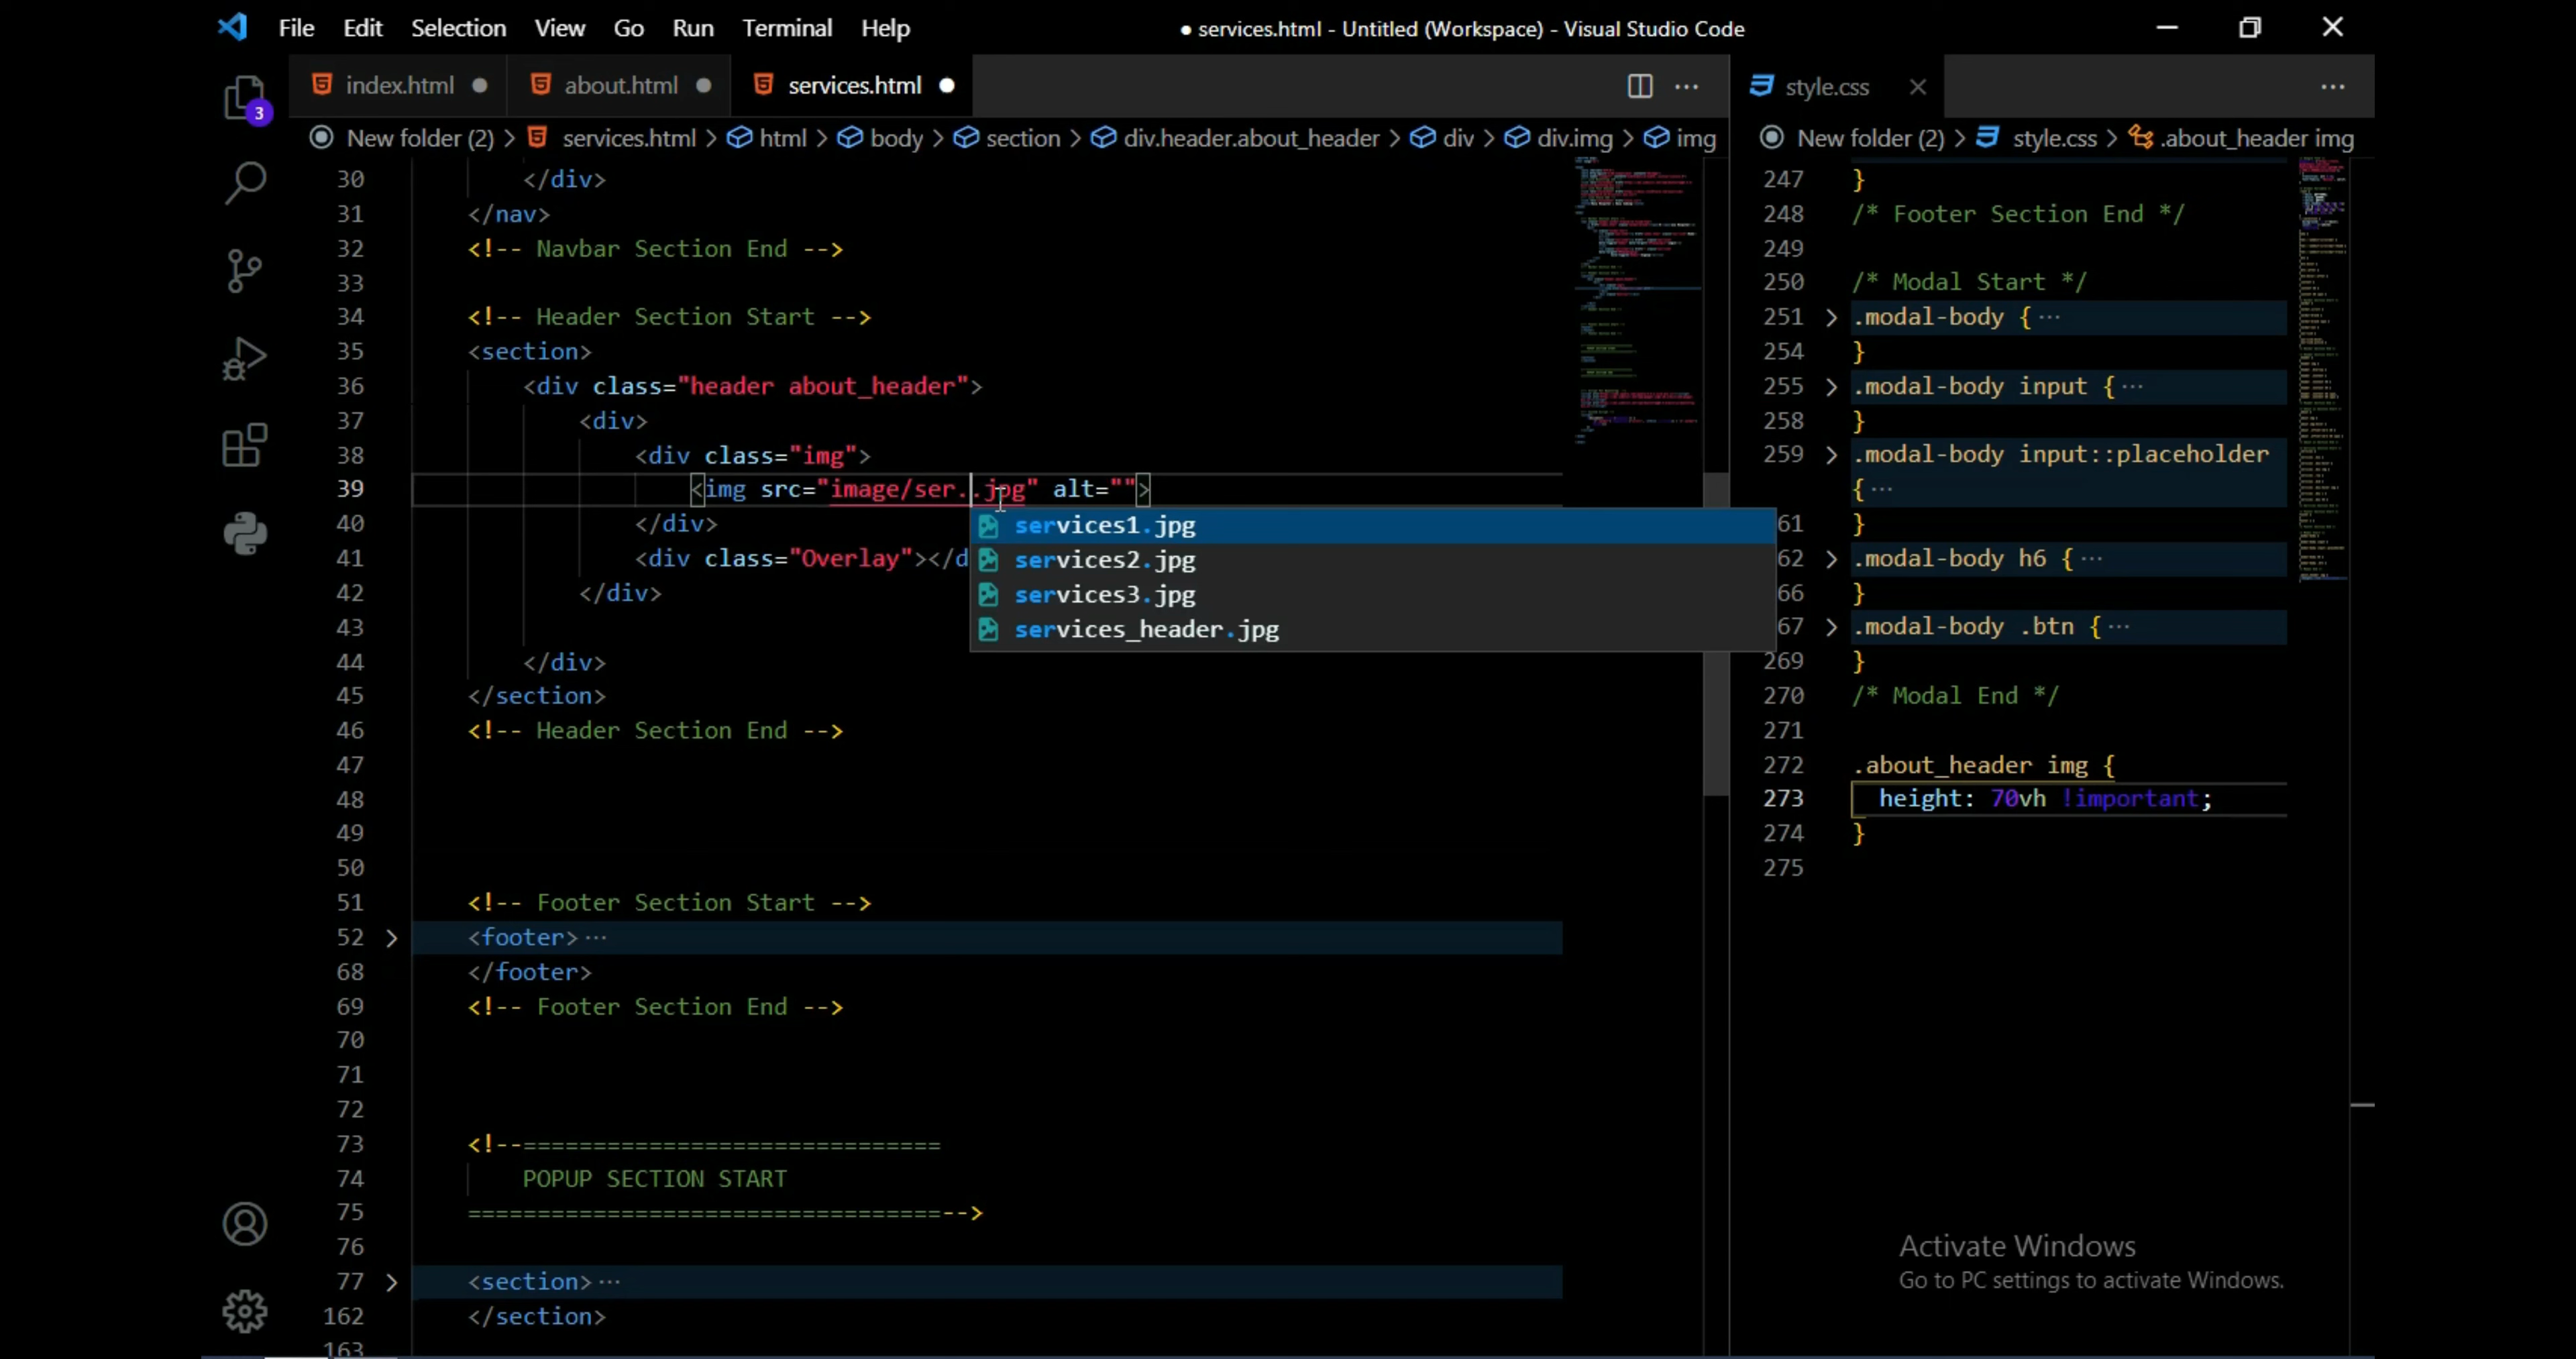 File Edit Selection View Go Run Terminal Help ● services.html - Untitled (Workspace) - Visual Studio Code
index.html ● about.html ● services.html ●
New folder (2) > services.html > html > body > section > div.header.about_header > div > div.img > img
3
30 </div>
31 </nav>
32 <!-- Navbar Section End -->
33
34 <!-- Header Section Start -->
35 <section>
36 <div class="header about_header">
37 <div>
38 <div class="img">
39 <img src="image/ser..jpg" alt="">
40 </div>
41 <div class="Overlay"></d
42 </div>
43
44 </div>
45 </section>
46 <!-- Header Section End -->
47
48
49
50
51 <!-- Footer Section Start -->
52 <footer>···
68 </footer>
69 <!-- Footer Section End -->
70
71
72
73 <!--==============================
74 POPUP SECTION START
75 ==================================-->
76
77 <section>···
162 </section>
163
services1.jpg
services2.jpg
services3.jpg
services_header.jpg
style.css ×
New folder (2) > style.css > .about_header img
247 }
248 /* Footer Section End */
249
250 /* Modal Start */
251 .modal-body {···
254 }
255 .modal-body input {···
258 }
259 .modal-body input::placeholder
{···
61 }
62 .modal-body h6 {···
66 }
67 .modal-body .btn {···
269 }
270 /* Modal End */
271
272 .about_header img {
273 height: 70vh !important;
274 }
275
Activate Windows
Go to PC settings to activate Windows.